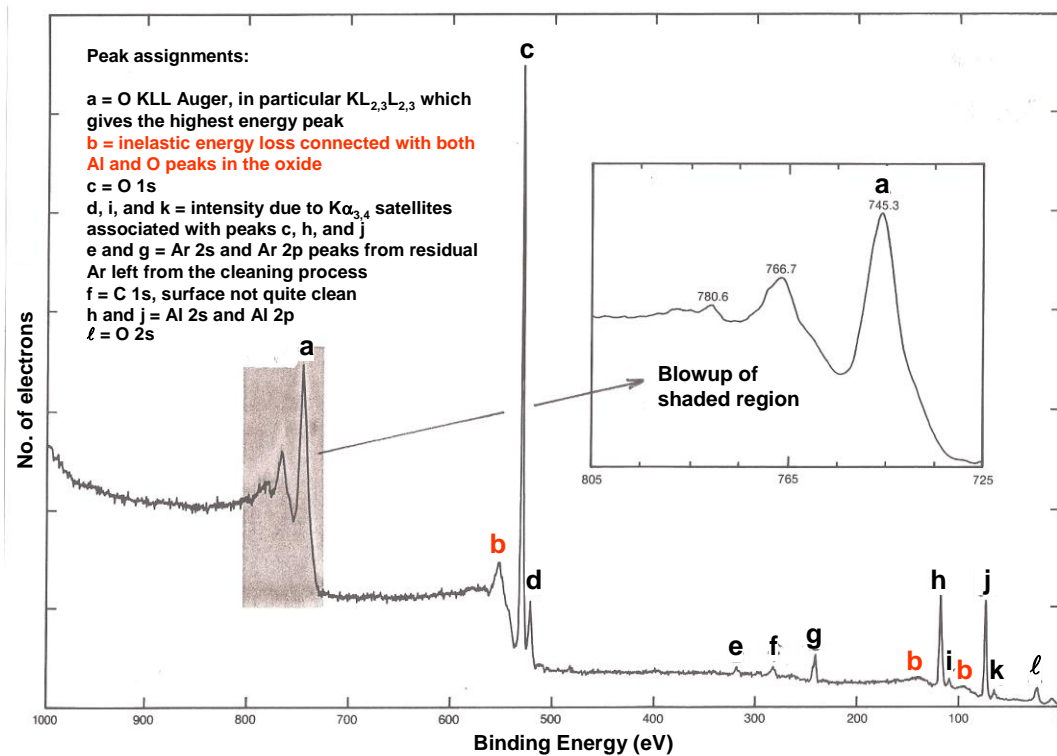 Peak assignments:
a = O KLL Auger, in particular KL2,3L2,3 which
gives the highest energy peak
b = inelastic energy loss connected with both
Al and O peaks in the oxide
c = O 1s
d, i, and k = intensity due to Kα3,4 satellites
associated with peaks c, h, and j
e and g = Ar 2s and Ar 2p peaks from residual
Ar left from the cleaning process
f = C 1s, surface not quite clean
h and j = Al 2s and Al 2p
ℓ = O 2s
c
a
745.3
766.7
780.6
Blowup of
shaded region
805
765
725
a
b
d
e
f
g
b
h
i
b
j
k
ℓ
No. of electrons
1000
900
800
700
600
500
400
300
200
100
Binding Energy (eV)